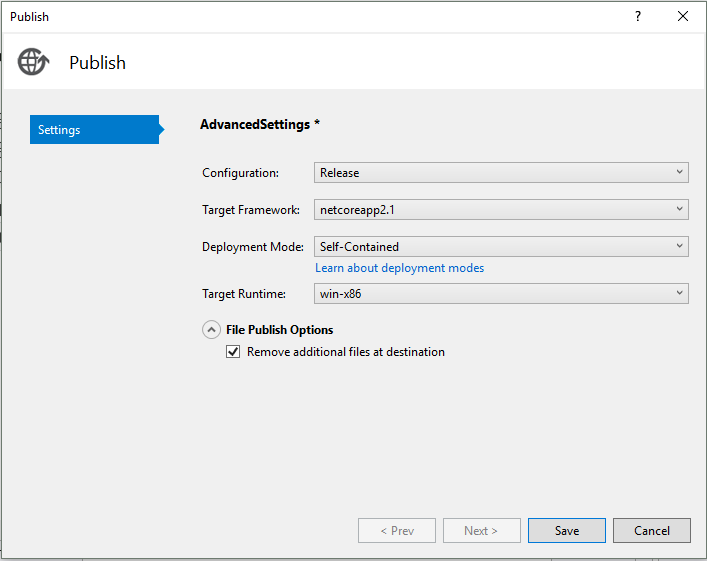 Publish
?
Publish
Settings
AdvancedSettings *
Configuration: Release
Target Framework: netcoreapp2.1
Deployment Mode: Self-Contained
Learn about deployment modes
Target Runtime: win-x86
File Publish Options
Remove additional files at destination
< Prev Next > Save Cancel